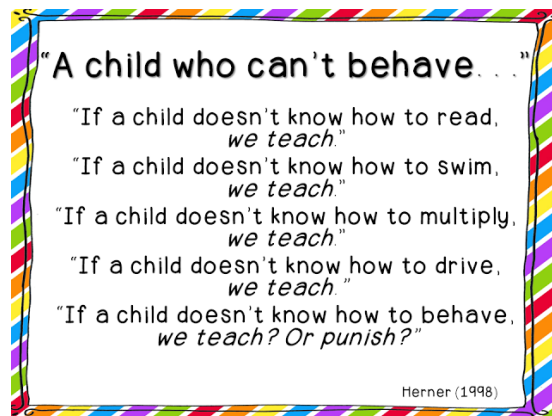 “A child who can't behave. . .”
“If a child doesn't know how to read,
we teach.”
“If a child doesn't know how to swim,
we teach.”
“If a child doesn't know how to multiply,
we teach.”
“If a child doesn't know how to drive,
we teach. ”
“If a child doesn't know how to behave,
we teach? Or punish?”
Herner (1998)